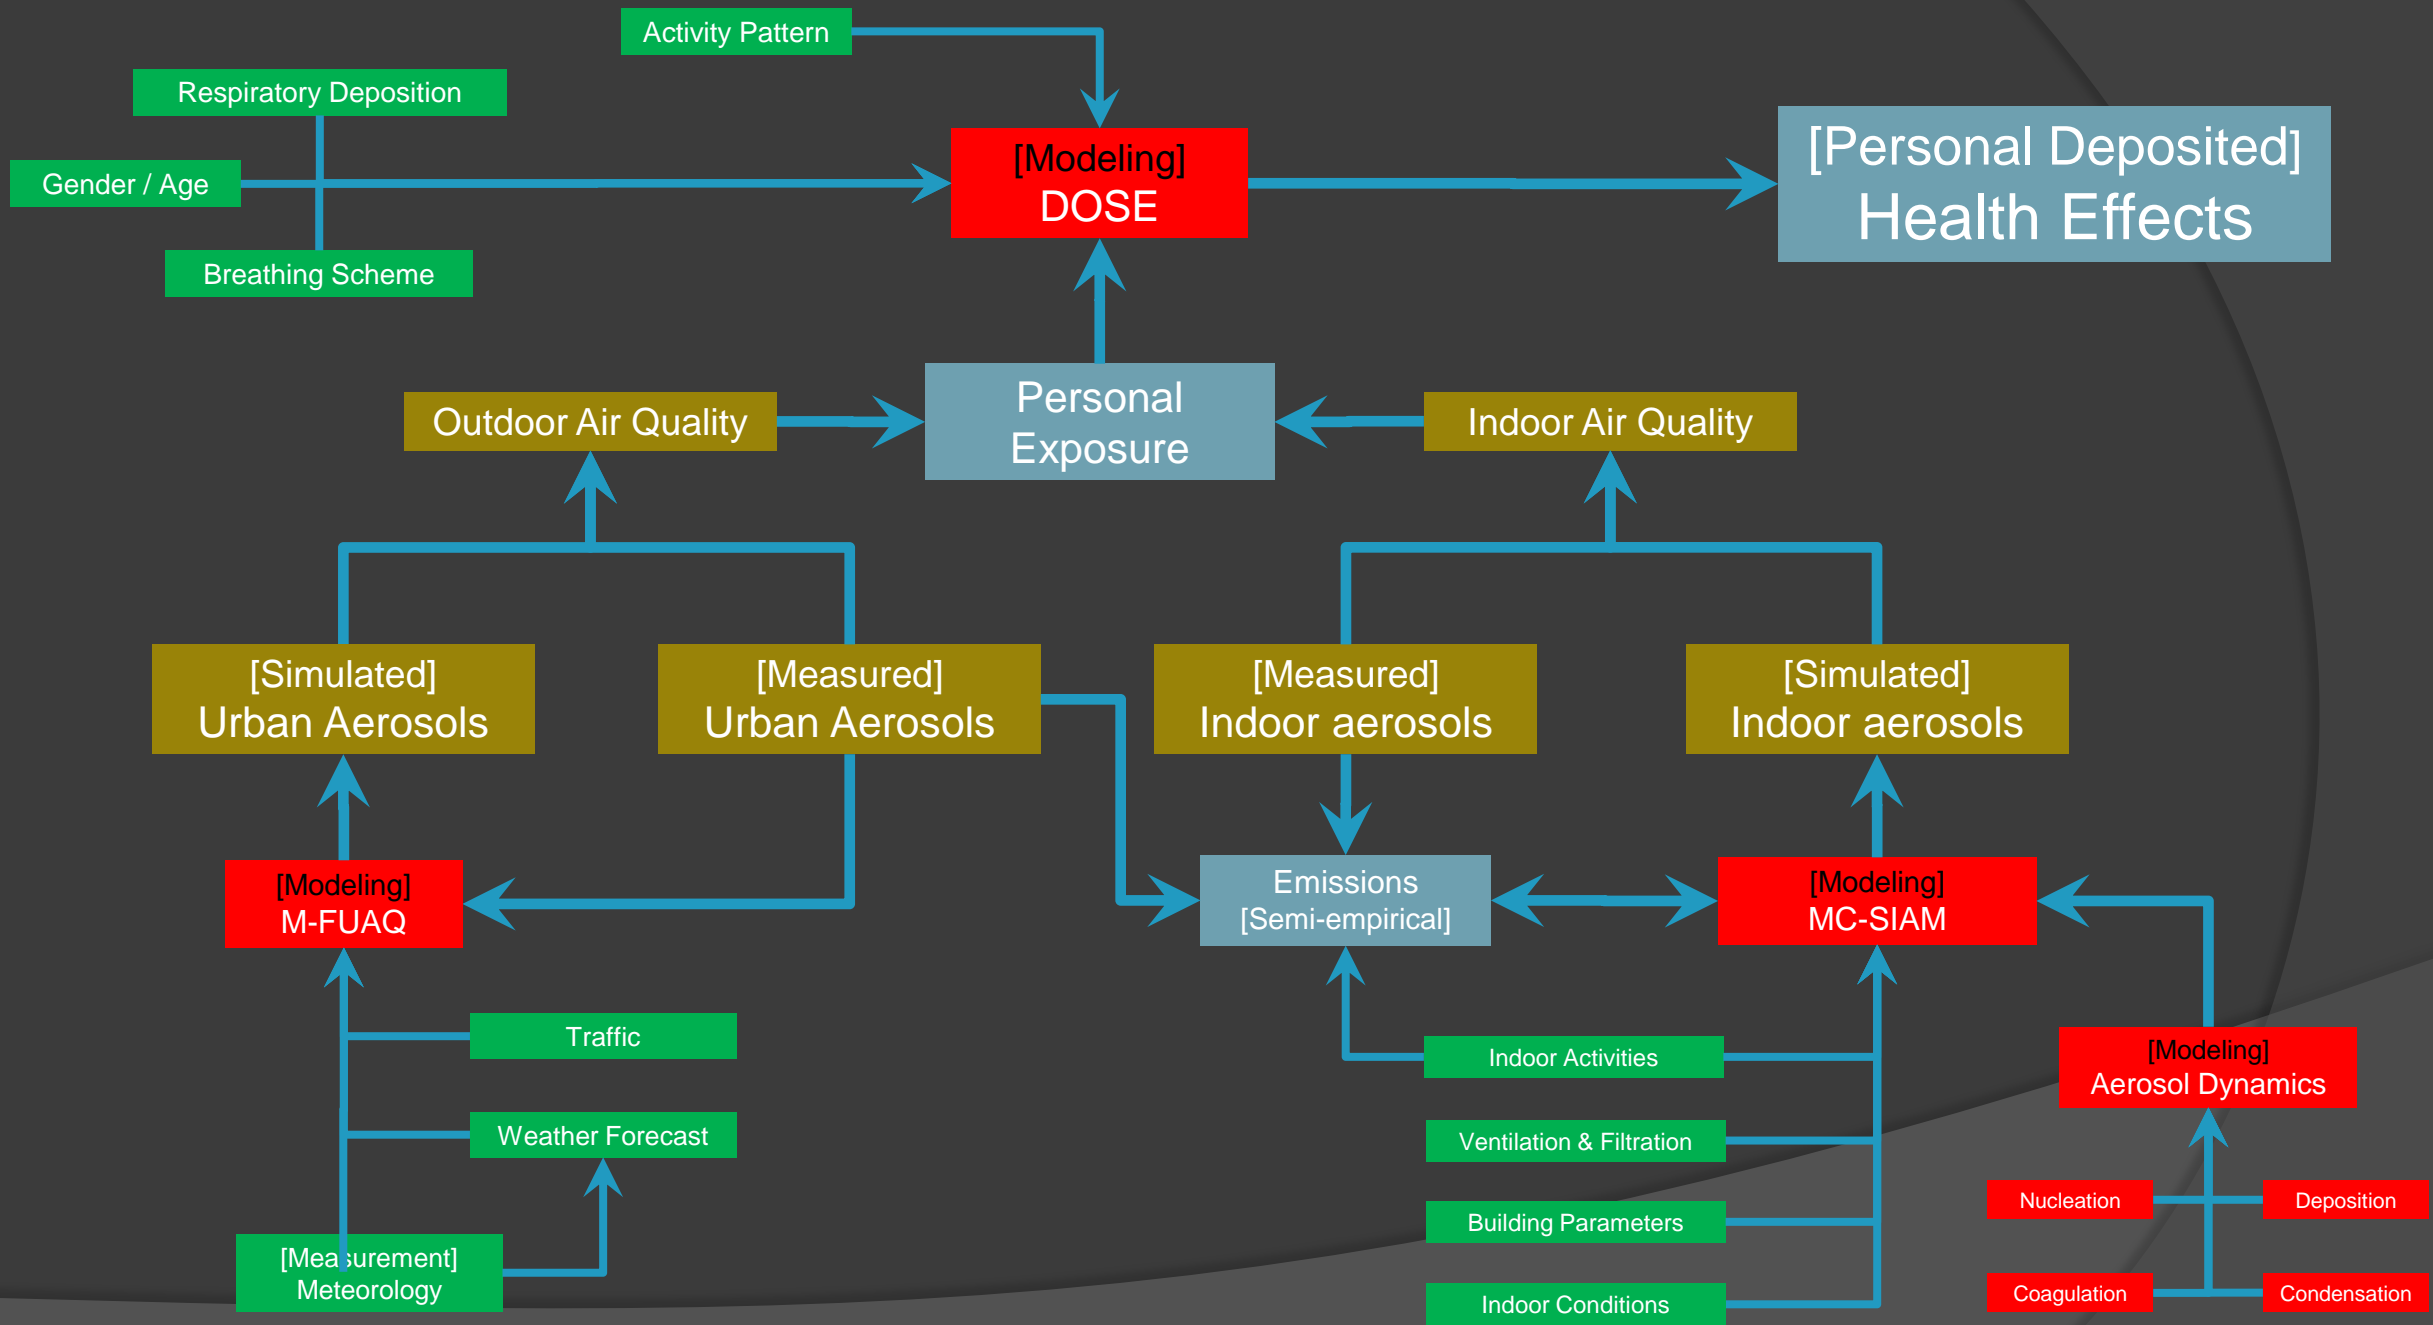 Activity Pattern
Respiratory Deposition
Gender / Age
Breathing Scheme
[Modeling]
DOSE
[Personal Deposited]
Health Effects
Outdoor Air Quality
Personal
Exposure
Indoor Air Quality
[Simulated]
Urban Aerosols
[Measured]
Urban Aerosols
[Measured]
Indoor aerosols
[Simulated]
Indoor aerosols
[Modeling]
M-FUAQ
Emissions
[Semi-empirical]
[Modeling]
MC-SIAM
Traffic
Weather Forecast
[Measurement]
Meteorology
Indoor Activities
Ventilation & Filtration
Building Parameters
Indoor Conditions
[Modeling]
Aerosol Dynamics
Nucleation
Deposition
Coagulation
Condensation